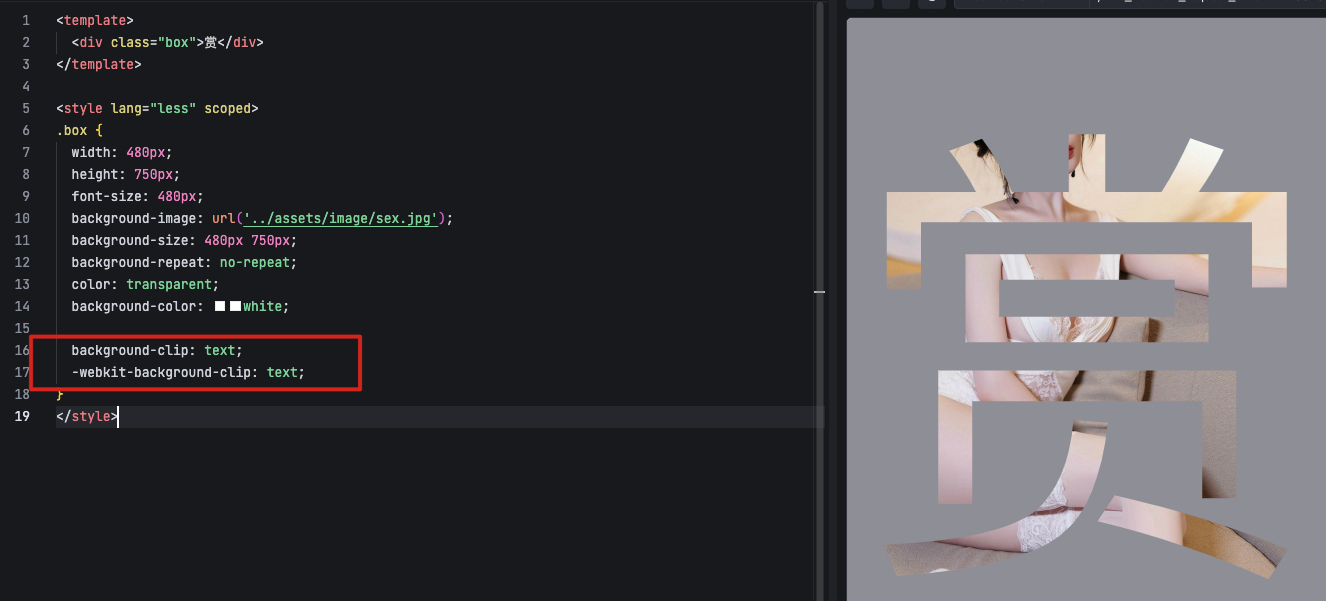 1 <template>
2 <div class="box">赏</div>
3 </template>
4
5 <style lang="less" scoped>
6 .box {
7 width: 480px;
8 height: 750px;
9 font-size: 480px;
10 background-image: url('../assets/image/sex.jpg');
11 background-size: 480px 750px;
12 background-repeat: no-repeat;
13 color: transparent;
14 background-color: white;
15
16 background-clip: text;
17 -webkit-background-clip: text;
18 }
19 </style>
赏